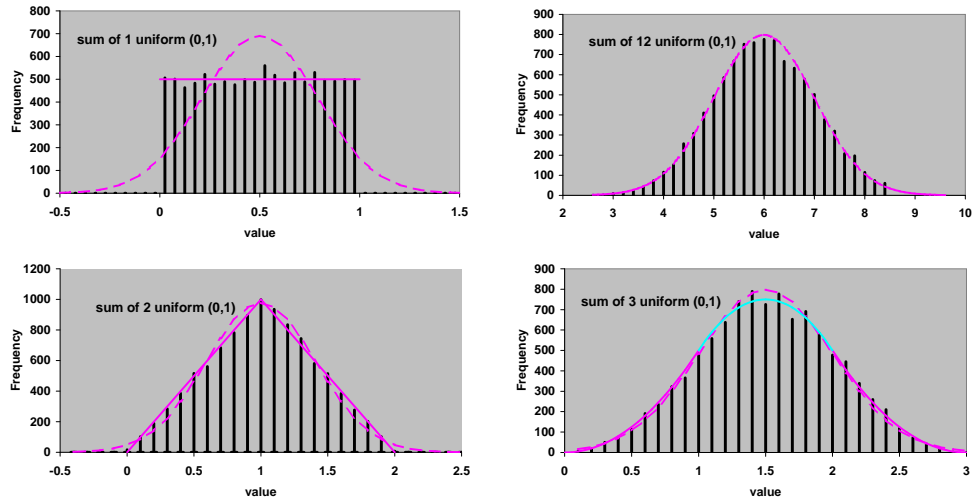 800
700
600
500
400
300
200
100
0
Frequency
sum of 1 uniform (0,1)
-0.5 0 0.5 1 1.5
value
900
800
700
600
500
400
300
200
100
0
Frequency
sum of 12 uniform (0,1)
2 3 4 5 6 7 8 9 10
value
1200
1000
800
600
400
200
0
Frequency
sum of 2 uniform (0,1)
-0.5 0 0.5 1 1.5 2 2.5
value
900
800
700
600
500
400
300
200
100
0
Frequency
sum of 3 uniform (0,1)
0 0.5 1 1.5 2 2.5 3
value